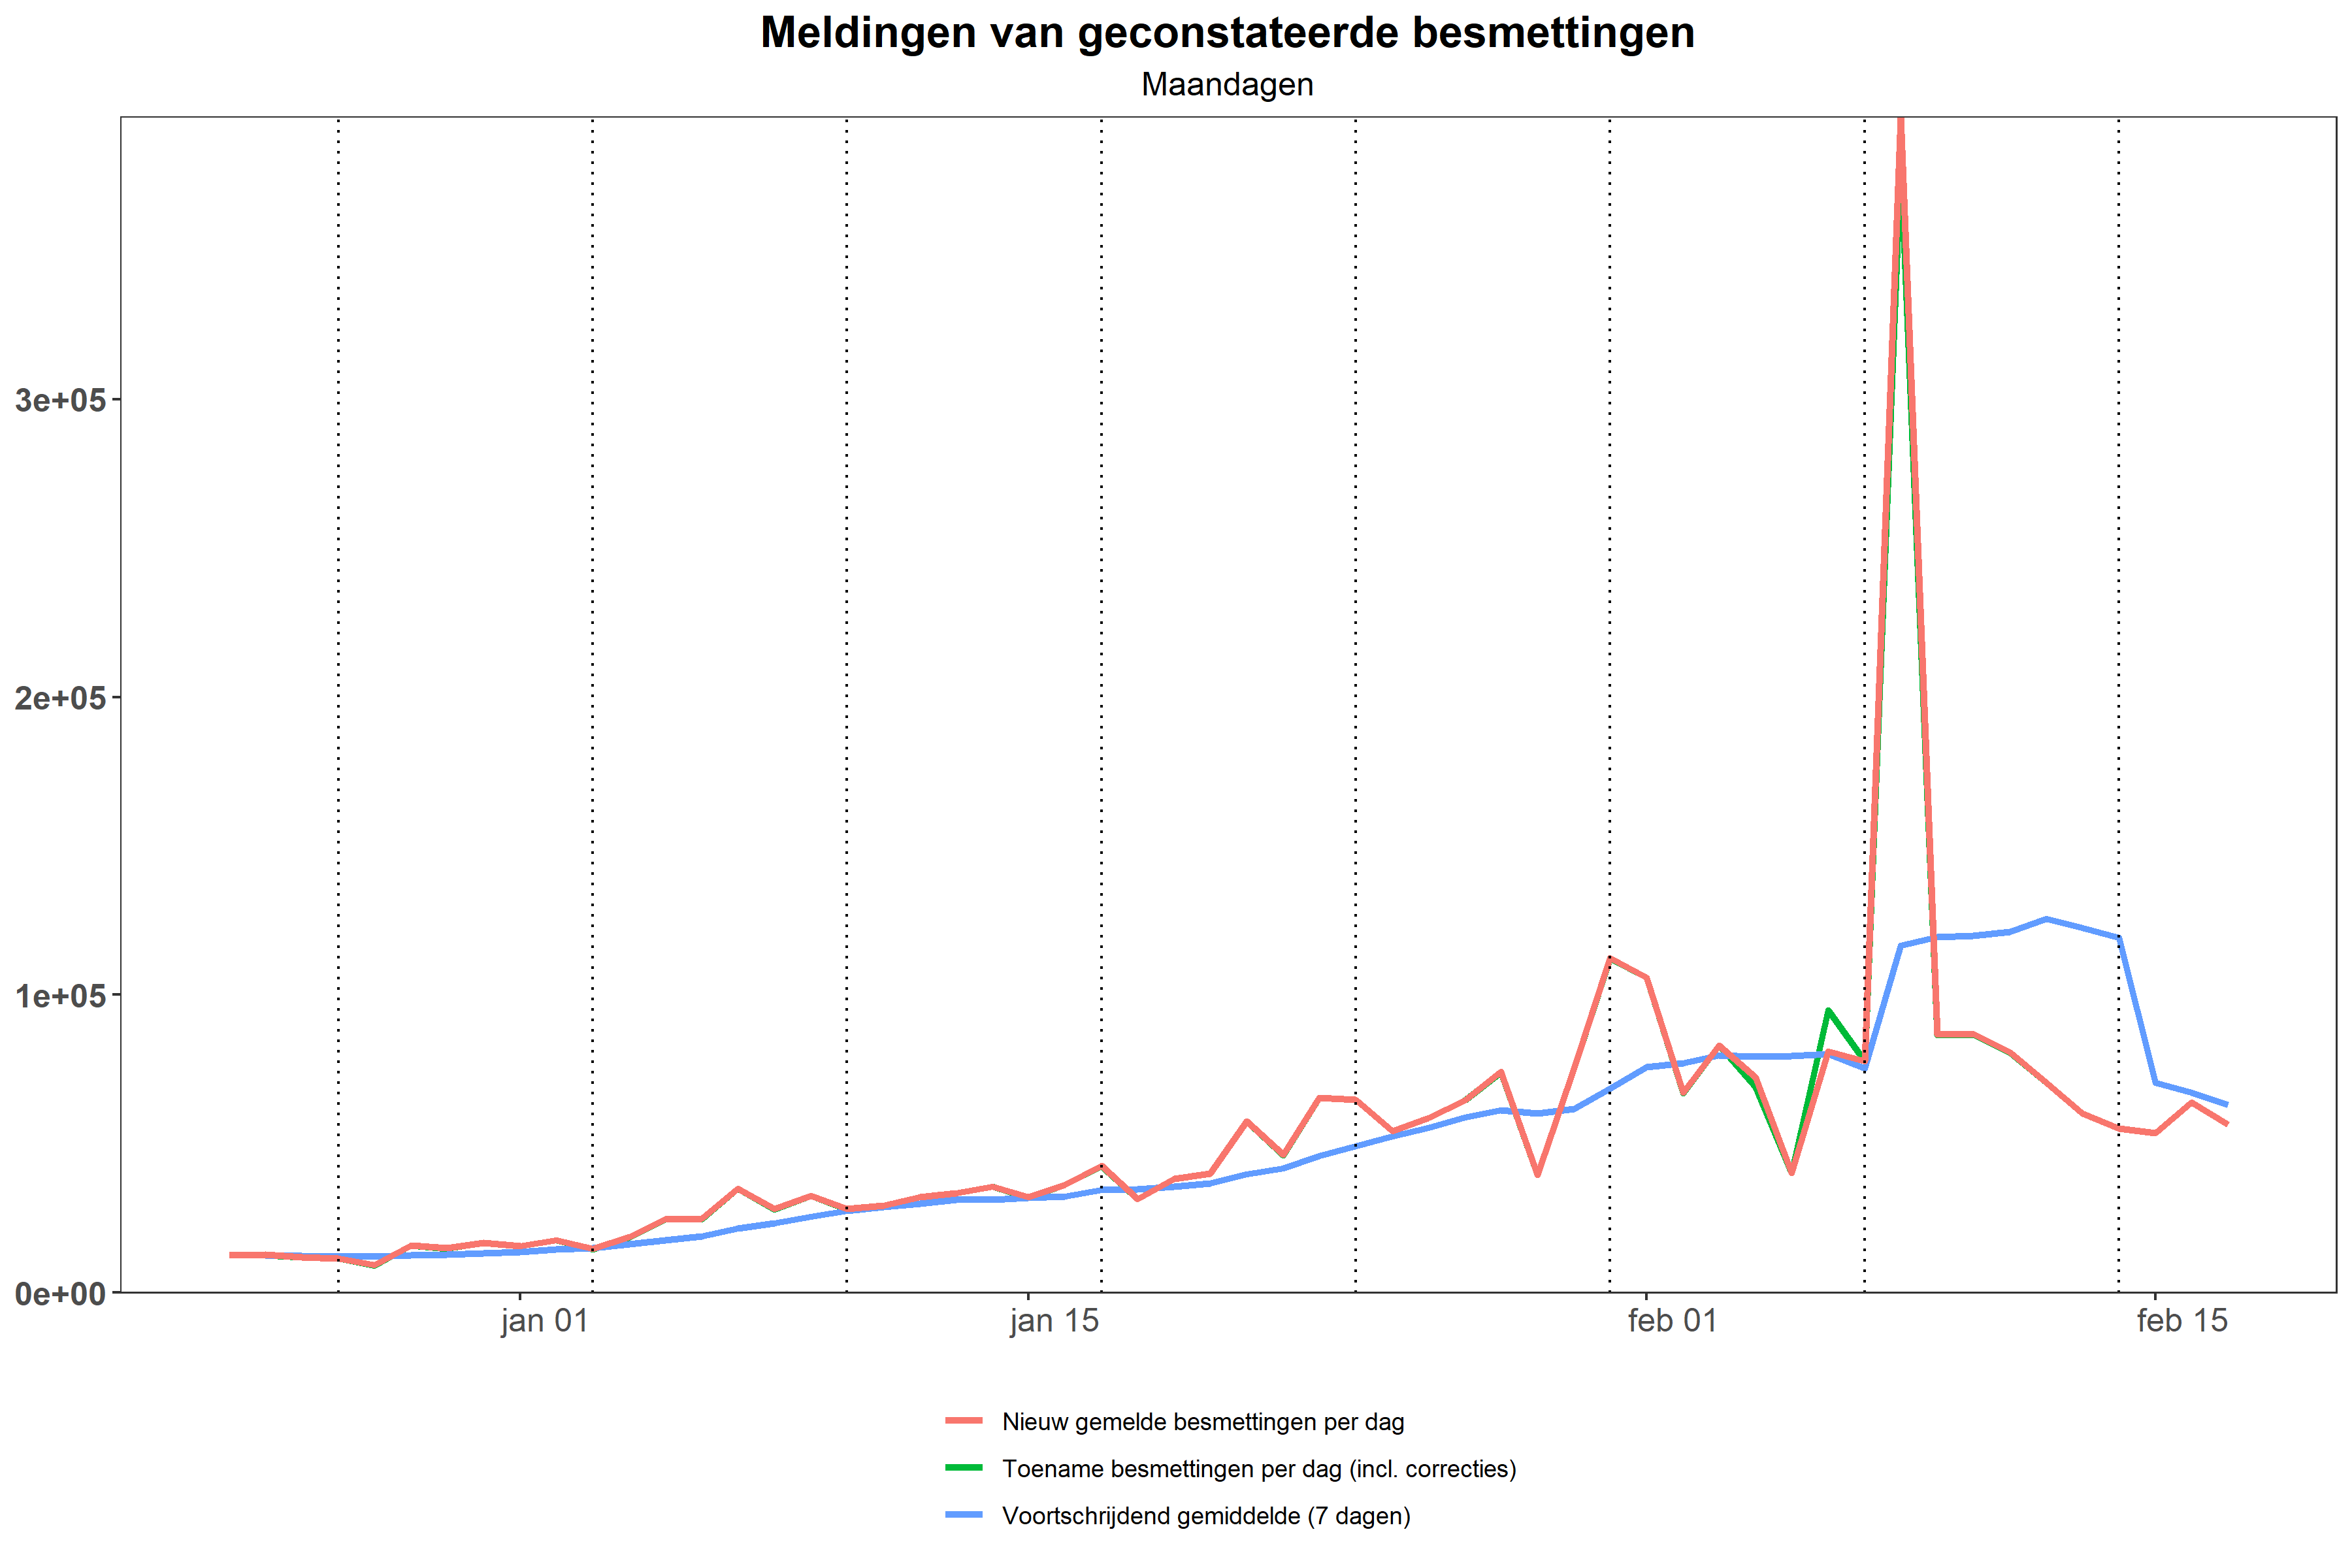 Meldingen van geconstateerde besmettingen
Maandagen
3e+05
2e+05
1e+05
0e+00
jan 01
jan 15
feb 01
feb 15
Nieuw gemelde besmettingen per dag
Toename besmettingen per dag (incl. correcties)
Voortschrijdend gemiddelde (7 dagen)